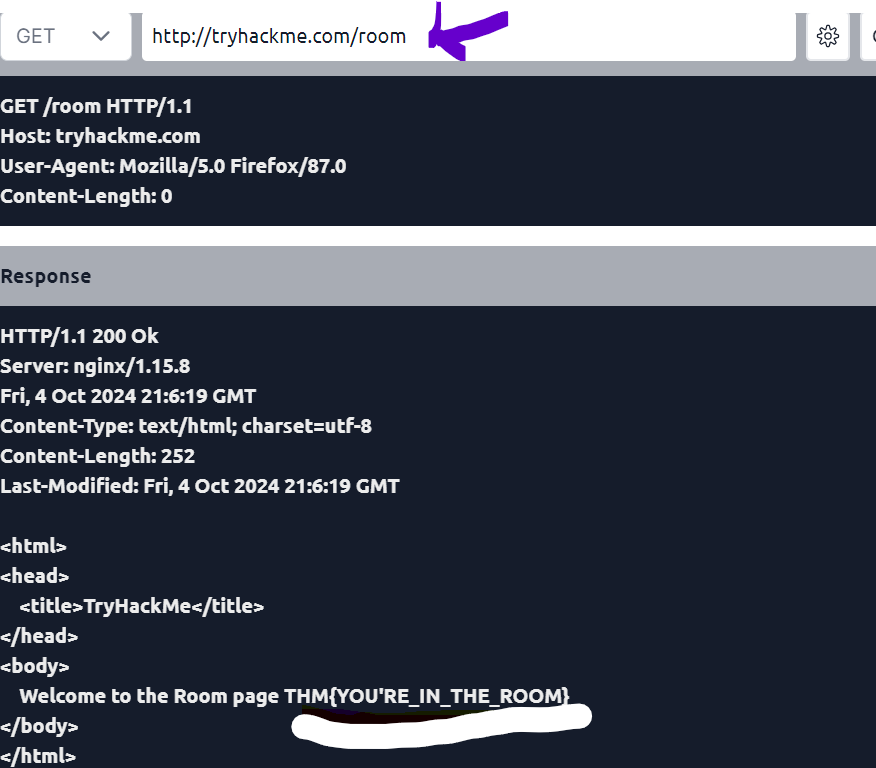 GET
http://tryhackme.com/room
GET /room HTTP/1.1
Host: tryhackme.com
User-Agent: Mozilla/5.0 Firefox/87.0
Content-Length: 0
Response
HTTP/1.1 200 Ok
Server: nginx/1.15.8
Fri, 4 Oct 2024 21:6:19 GMT
Content-Type: text/html; charset=utf-8
Content-Length: 252
Last-Modified: Fri, 4 Oct 2024 21:6:19 GMT
<html>
<head>
<title>TryHackMe</title>
</head>
<body>
Welcome to the Room page THM{YOU'RE_IN_THE_ROOM}
</body>
</html>